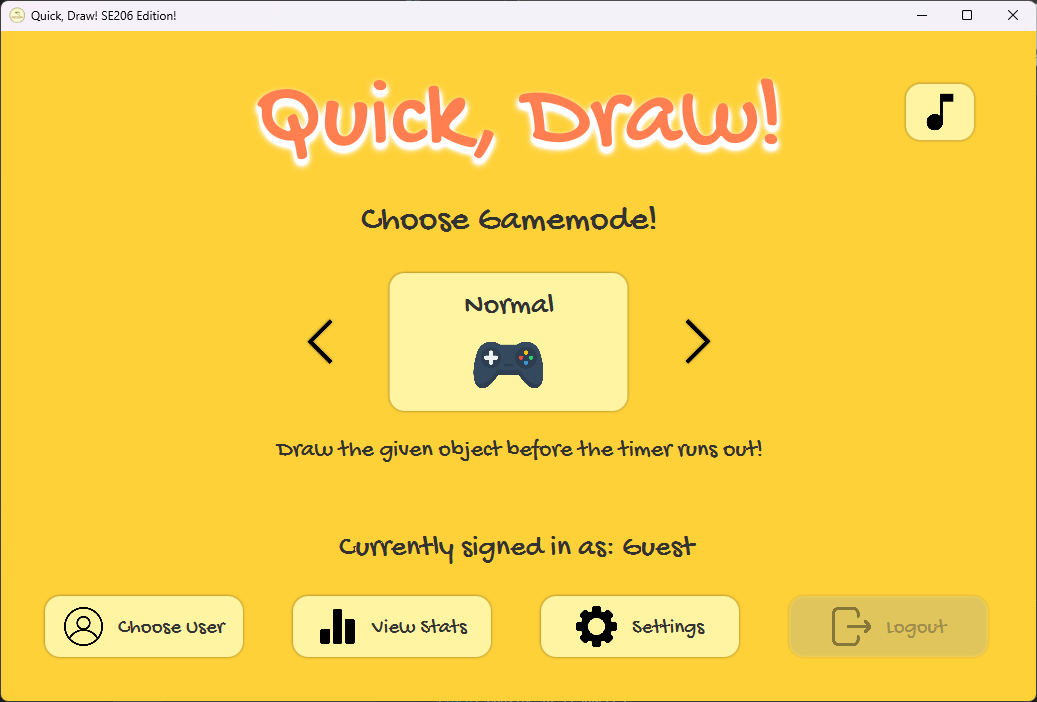 Quick, Draw! SE206 Edition!
Quick, Draw!
Choose Gamemode!
Normal
Draw the given object before the timer runs out!
Currently signed in as: Guest
Choose User
View Stats
Settings
Logout